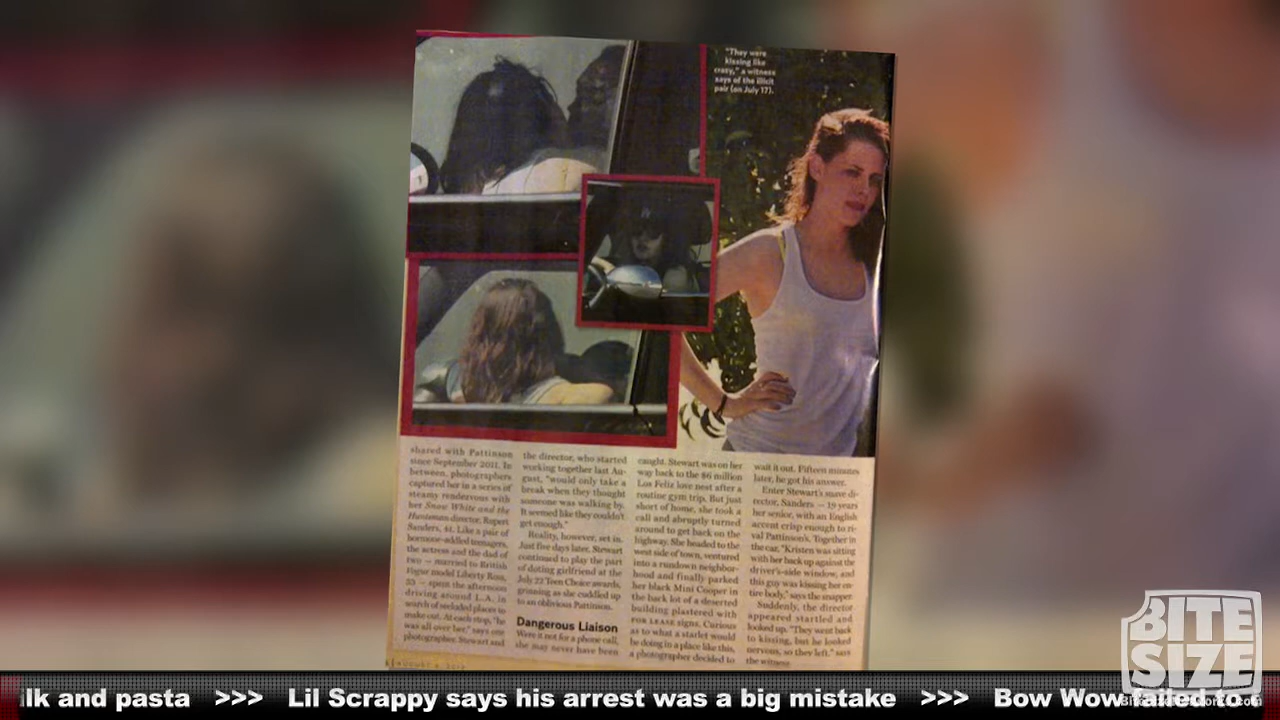 "They were
kissing like
crazy," a witness
says of the illicit
pair (on July 17).
shared with Pattinson
since September 2011. In
between, photographers
captured her in a series of
steamy rendezvous with
her Snow White and the
Huntsman director, Rupert
Sanders, 41. Like a pair of
hormone-addled teenagers,
the actress and the dad of
two — married to British
Vogue model Liberty Ross,
33 — spent the afternoon
driving around L.A. in
search of secluded places to
make out. At each stop, "he
was all over her," says one
photographer. Stewart and
the director, who started
working together last Au-
gust, "would only take a
break when they thought
someone was walking by.
It seemed like they couldn't
get enough."
Reality, however, set in.
Just five days later, Stewart
continued to play the part
of doting girlfriend at the
July 22 Teen Choice awards,
grinning as she cuddled up
to an oblivious Pattinson.
Dangerous Liaison
Were it not for a phone call,
she may never have been
caught. Stewart was on her
way back to the $6 million
Los Feliz love nest after a
routine gym trip. But just
short of home, she took a
call and abruptly turned
around to get back on the
highway. She headed to the
west side of town, ventured
into a rundown neighbor-
hood and finally parked
her black Mini Cooper in
the back lot of a deserted
building plastered with
FOR LEASE signs. Curious
as to what a starlet would
be doing in a place like this,
a photographer decided to
wait it out. Fifteen minutes
later, he got his answer.
Enter Stewart's suave di-
rector, Sanders — 19 years
her senior, with an English
accent crisp enough to ri-
val Pattinson's. Together in
the car, "Kristen was sitting
with her back up against the
driver's-side window, and
this guy was kissing her en-
tire body," says the snapper.
Suddenly, the director
appeared startled and
looked up. "They went back
to kissing, but he looked
nervous, so they left," says
the witness.
AUGUST 6, 2012
BITE
SIZE
lk and pasta >>> Lil Scrappy says his arrest was a big mistake >>> Bow Wow failed to